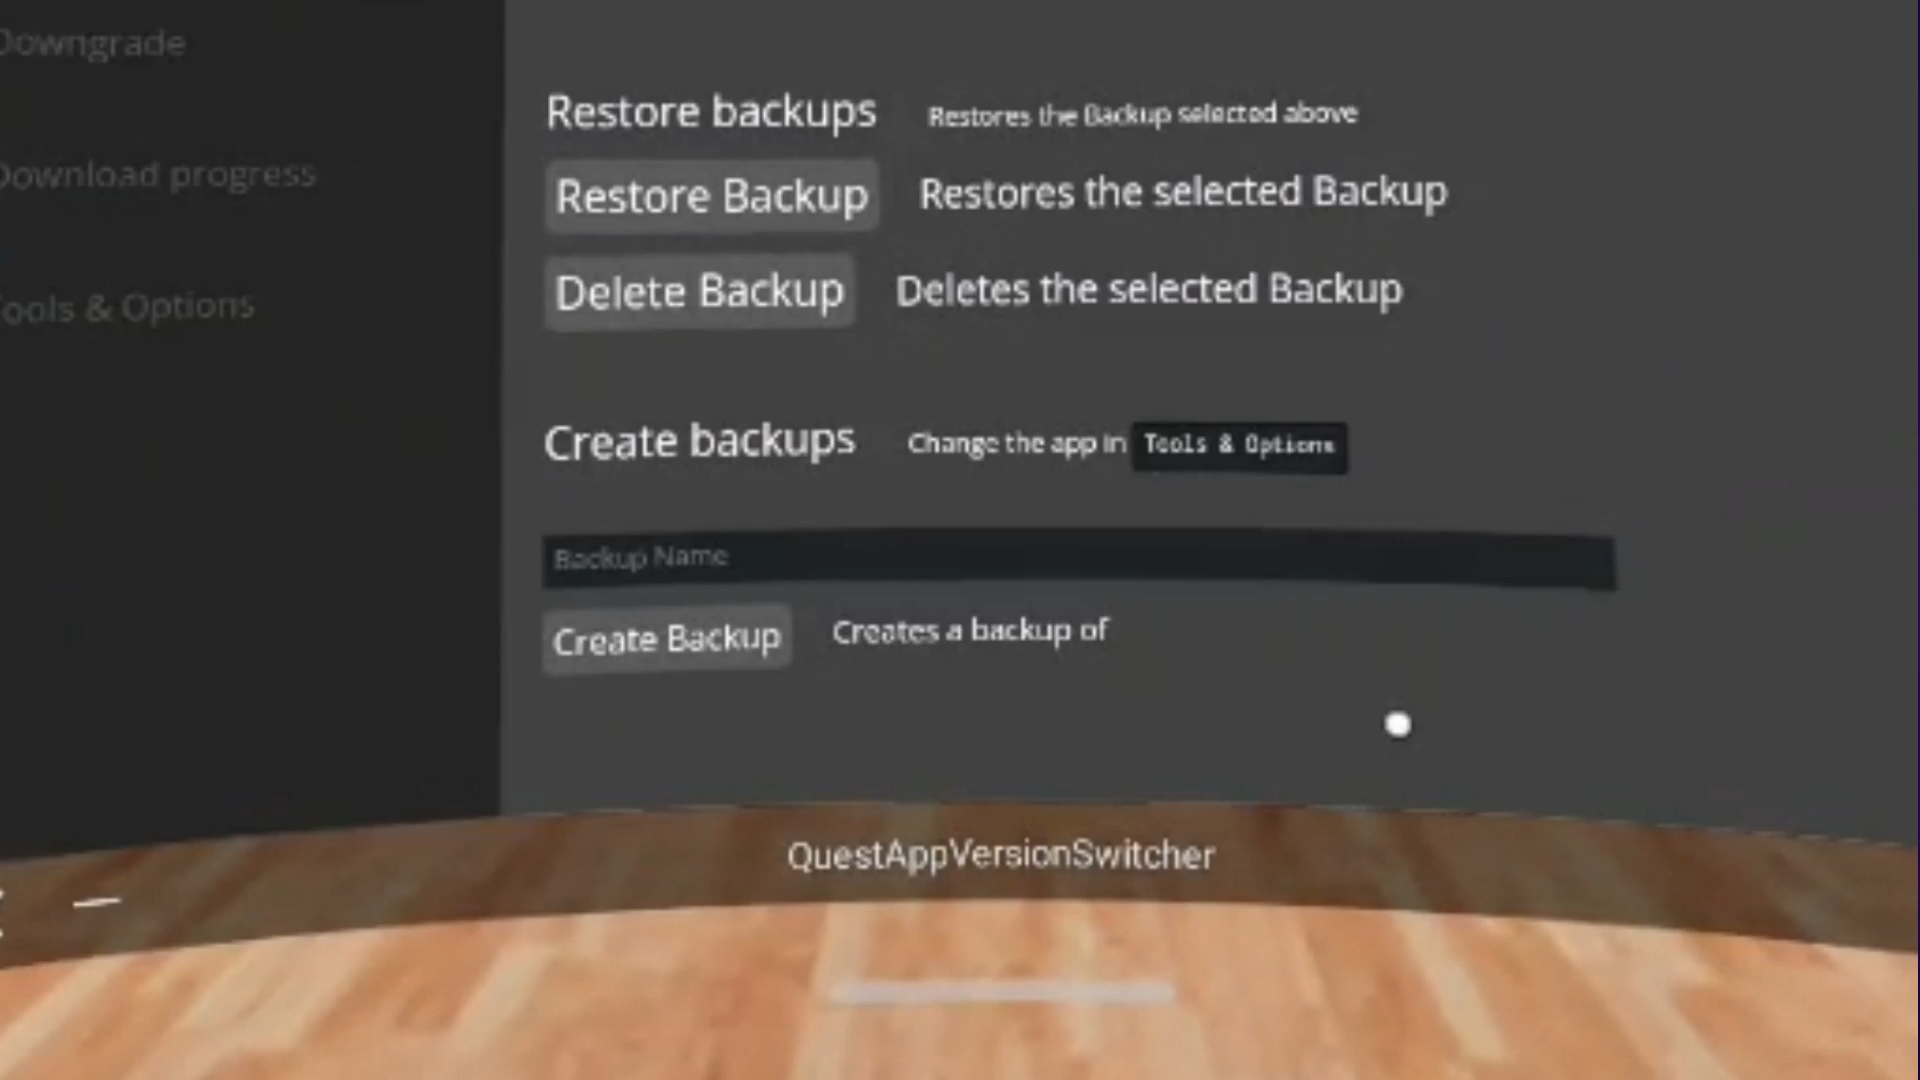 Downgrade
Download progress
Tools & Options
Restore backups Restores the Backup selected above
Restore Backup Restores the selected Backup
Delete Backup Deletes the selected Backup
Create backups Change the app in Tools & Options
Backup Name
Create Backup Creates a backup of
QuestAppVersionSwitcher